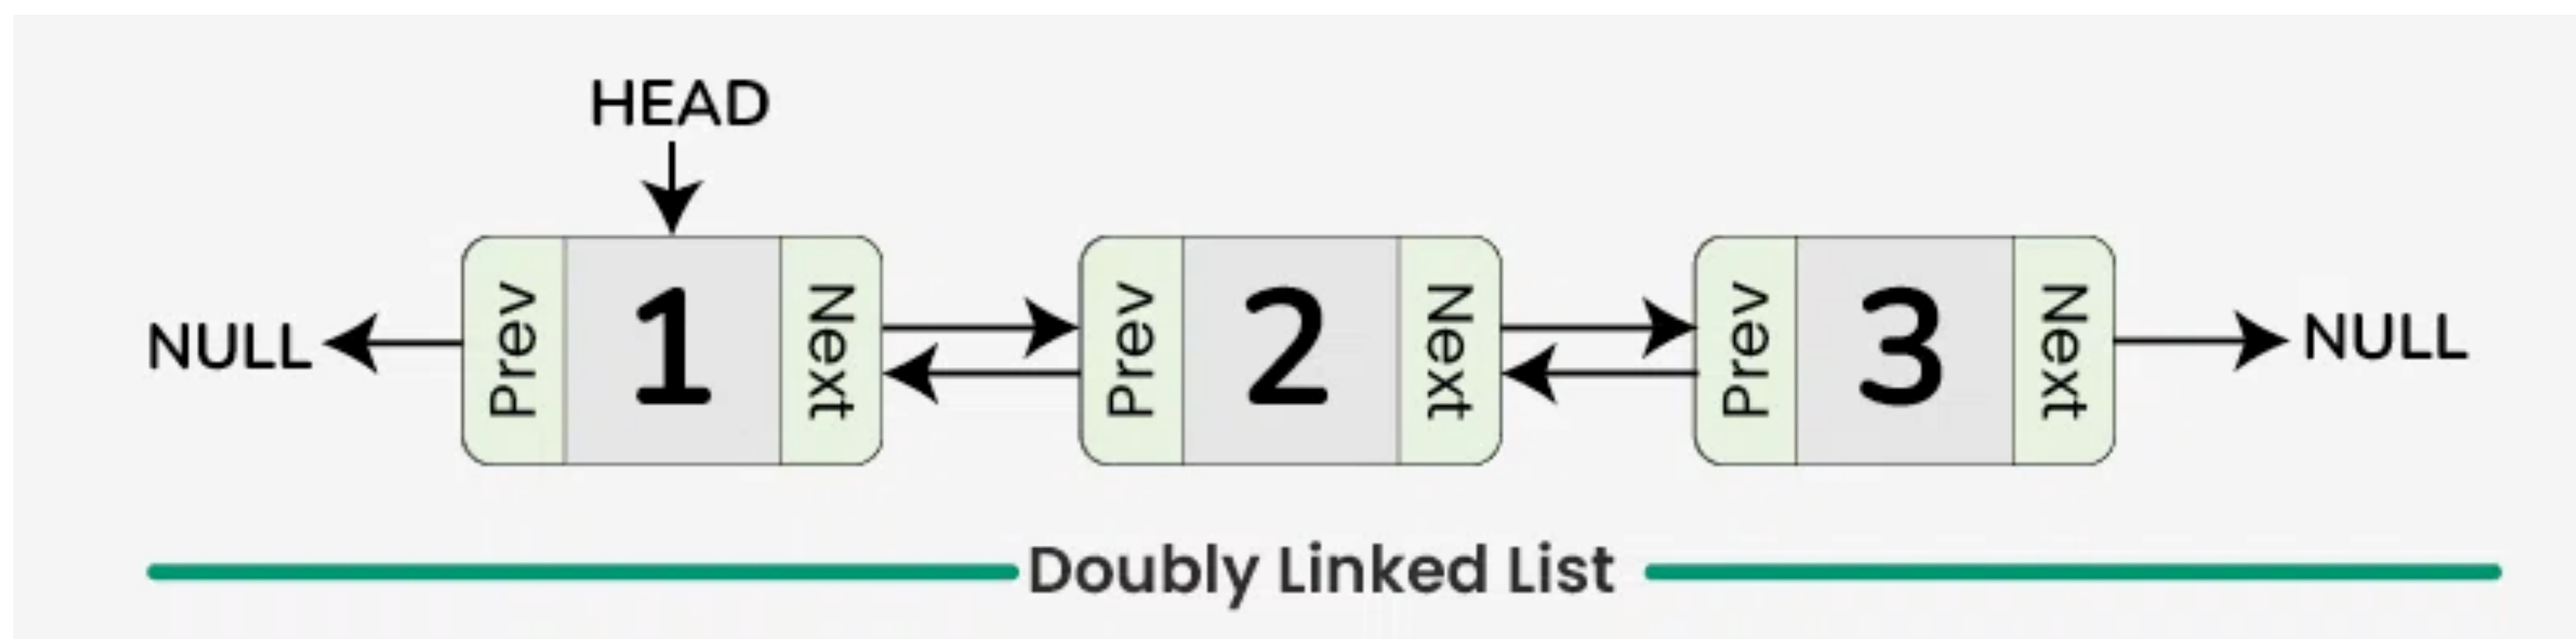 HEAD
NULL Prev 1 Next Prev 2 Next Prev 3 Next NULL
Doubly Linked List